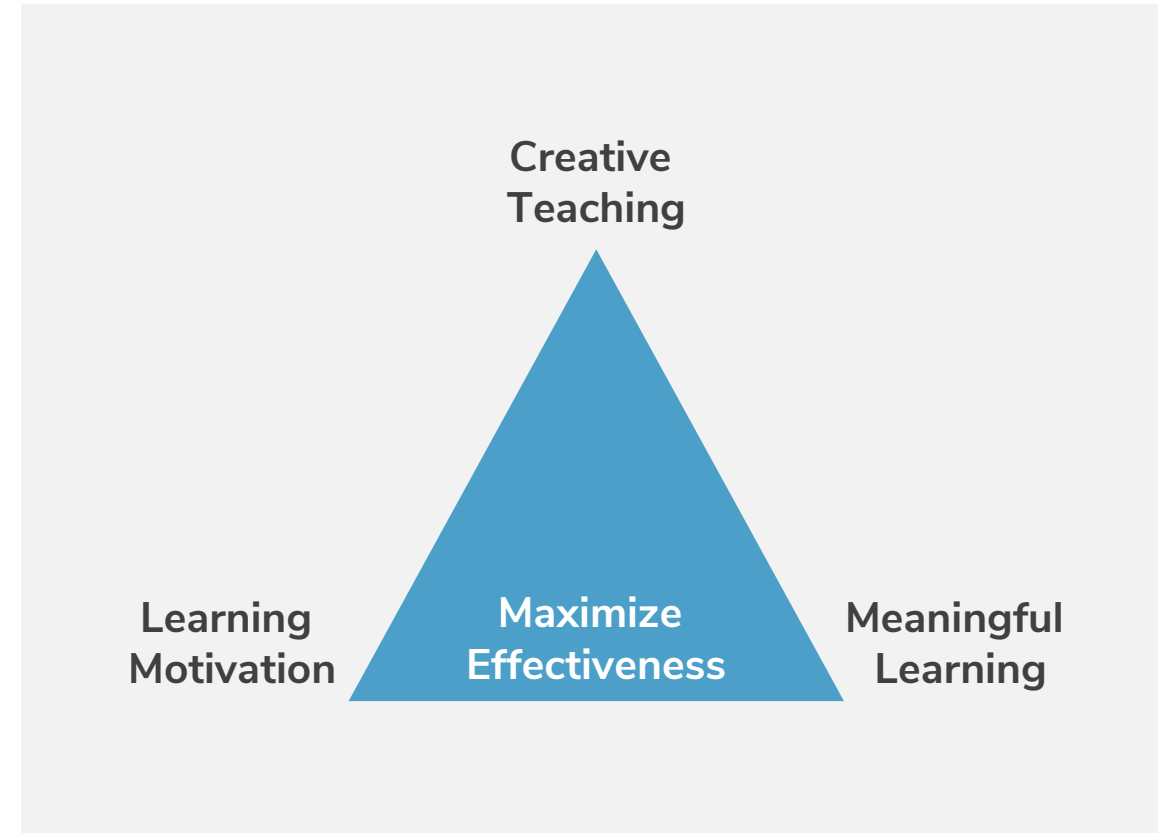 Creative
Teaching
Learning
Motivation
Maximize
Effectiveness
Meaningful
Learning